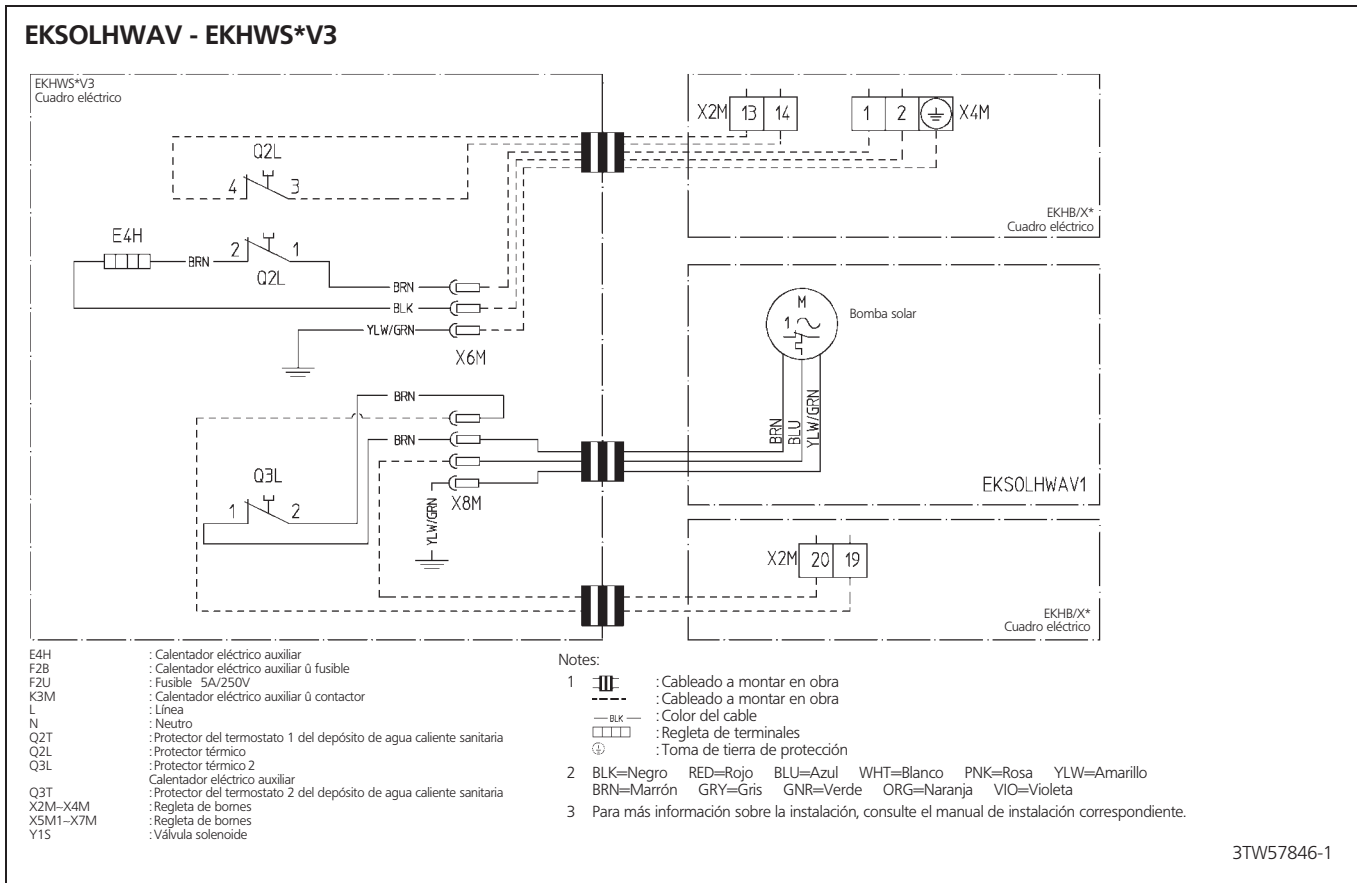 EKSOLHWAV - EKHWS*V3
EKHWS*V3
Cuadro eléctrico
X2M 13 14 1 2 X4M
Q2L
4 3
EKHB/X*
Cuadro eléctrico
E4H
BRN 2 1
Q2L
BRN
BLK
YLW/GRN
X6M
M
1
Bomba solar
BRN
BLU
YLW/GRN
EKSOLHWAV1
BRN
BRN
Q3L
1 2
X8M
YLW/GRN
X2M 20 19
EKHB/X*
Cuadro eléctrico
E4H : Calentador eléctrico auxiliar
F2B : Calentador eléctrico auxiliar û fusible
F2U : Fusible 5A/250V
K3M : Calentador eléctrico auxiliar û contactor
L : Línea
N : Neutro
Q2T : Protector del termostato 1 del depósito de agua caliente sanitaria
Q2L : Protector térmico
Q3L : Protector térmico 2
Calentador eléctrico auxiliar
Q3T : Protector del termostato 2 del depósito de agua caliente sanitaria
X2M~X4M : Regleta de bornes
X5M1~X7M : Regleta de bornes
Y1S : Válvula solenoide
Notes:
1 : Cableado a montar en obra
: Cableado a montar en obra
BLK : Color del cable
: Regleta de terminales
: Toma de tierra de protección
2 BLK=Negro RED=Rojo BLU=Azul WHT=Blanco PNK=Rosa YLW=Amarillo
BRN=Marrón GRY=Gris GNR=Verde ORG=Naranja VIO=Violeta
3 Para más información sobre la instalación, consulte el manual de instalación correspondiente.
3TW57846-1